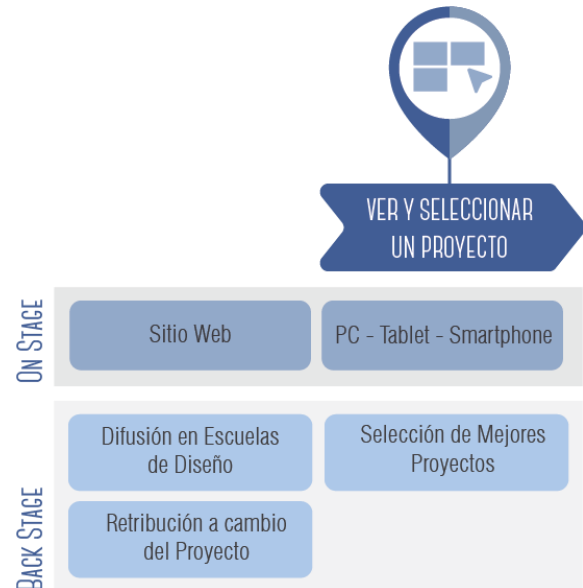 VER Y SELECCIONAR
UN PROYECTO
ON STAGE
Sitio Web
PC - Tablet - Smartphone
BACK STAGE
Difusión en Escuelas
de Diseño
Selección de Mejores
Proyectos
Retribución a cambio
del Proyecto